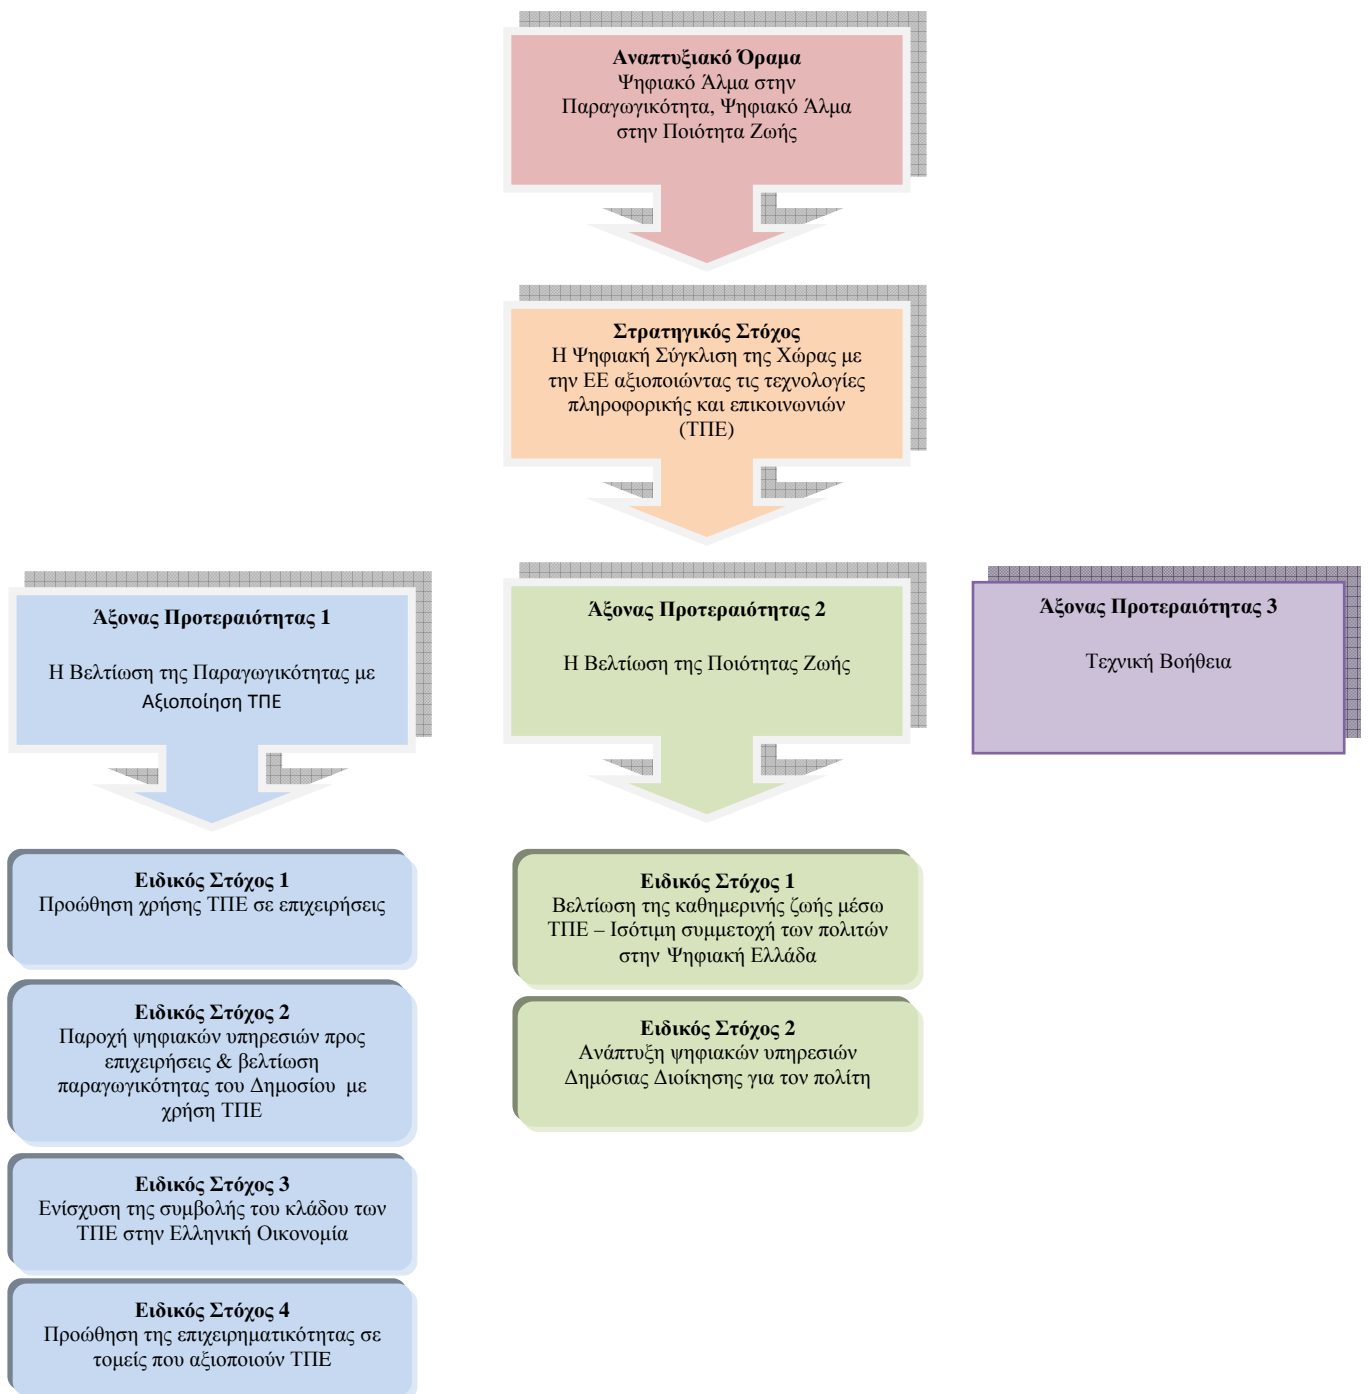 Αναπτυξιακό Όραμα
Ψηφιακό Άλμα στην
Παραγωγικότητα, Ψηφιακό Άλμα
στην Ποιότητα Ζωής
Στρατηγικός Στόχος
Η Ψηφιακή Σύγκλιση της Χώρας με
την ΕΕ αξιοποιώντας τις τεχνολογίες
πληροφορικής και επικοινωνιών
(ΤΠΕ)
Άξονας Προτεραιότητας 1
Η Βελτίωση της Παραγωγικότητας με
Αξιοποίηση ΤΠΕ
Άξονας Προτεραιότητας 2
Η Βελτίωση της Ποιότητας Ζωής
Άξονας Προτεραιότητας 3
Τεχνική Βοήθεια
Ειδικός Στόχος 1
Προώθηση χρήσης ΤΠΕ σε επιχειρήσεις
Ειδικός Στόχος 2
Παροχή ψηφιακών υπηρεσιών προς
επιχειρήσεις & βελτίωση
παραγωγικότητας του Δημοσίου με
χρήση ΤΠΕ
Ειδικός Στόχος 3
Ενίσχυση της συμβολής του κλάδου των
ΤΠΕ στην Ελληνική Οικονομία
Ειδικός Στόχος 4
Προώθηση της επιχειρηματικότητας σε
τομείς που αξιοποιούν ΤΠΕ
Ειδικός Στόχος 1
Βελτίωση της καθημερινής ζωής μέσω
ΤΠΕ – Ισότιμη συμμετοχή των πολιτών
στην Ψηφιακή Ελλάδα
Ειδικός Στόχος 2
Ανάπτυξη ψηφιακών υπηρεσιών
Δημόσιας Διοίκησης για τον πολίτη